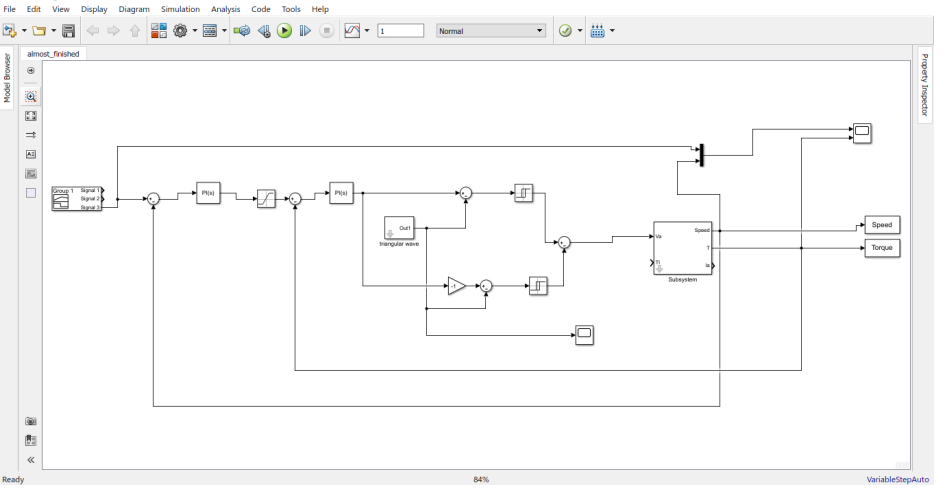 File Edit View Display Diagram Simulation Analysis Code Tools Help
1 Normal
almost_finished
Model Browser
Property Inspector
Group 1 Signal 1
Signal 2
Signal 3
PI(s)
PI(s)
Out1
triangular wave
-1
Va
Tl
Speed
T
Ia
Subsystem
Speed
Torque
Ready 84% VariableStepAuto